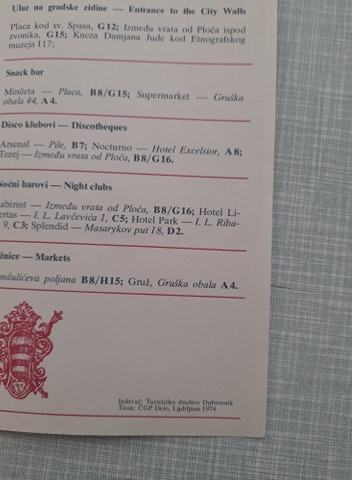 Ulaz na gradske zidine — Entrance to the City Walls
Placa kod sv. Spasa, G12; Između vrata od Ploča ispod
zvonika, G15; Kneza Damjana Jude kod Etnografskog
muzeja I17;
Snack bar
Minčeta — Placa, B8/G15; Supermarket — Gruška
obala 44, A4.
Disco klubovi — Discotheques
Arsenal — Pile, B7; Nocturno — Hotel Excelsior, A8;
Tezej — Između vrata od Ploča, B8/G16.
Noćni barovi — Night clubs
Labirint — Između vrata od Ploča, B8/G16; Hotel Li-
bertas — I. L. Lavčevića 1, C5; Hotel Park — I. L. Riba-
9, C3; Splendid — Masarykov put 18, D2.
žnice — Markets
ndulićeva poljana B8/H15; Gruž, Gruška obala A4.
Izdavač: Turističko društvo Dubrovnik
Tisak: ČGP Delo, Ljubljana 1974